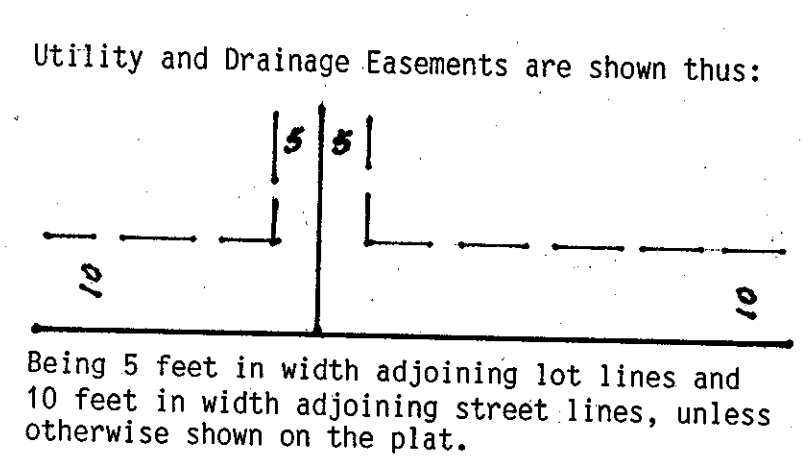 Utility and Drainage Easements are shown thus:
5 5
10 10
Being 5 feet in width adjoining lot lines and
10 feet in width adjoining street lines, unless
otherwise shown on the plat.